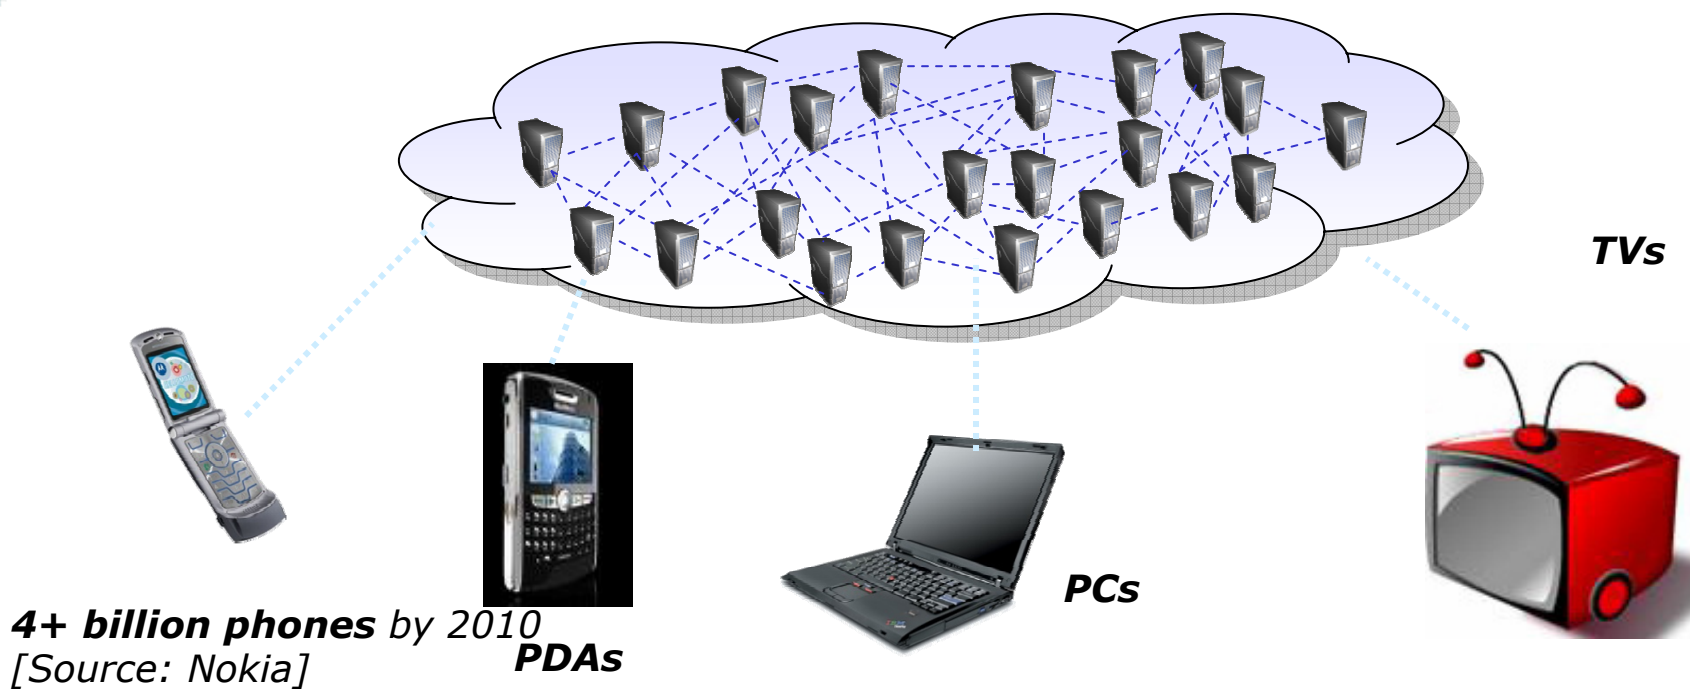 TVs
PCs
4+ billion phones by 2010
[Source: Nokia]
PDAs